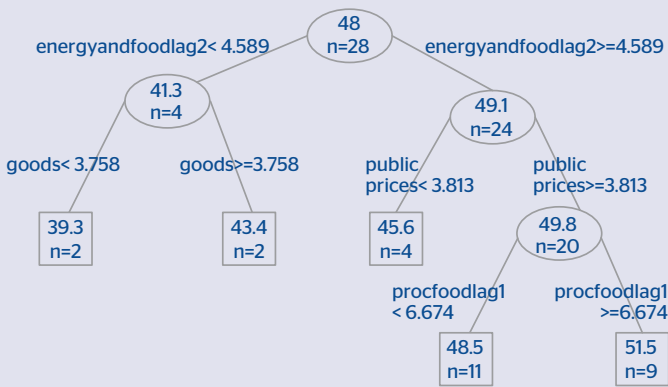 48
n=28
energyandfoodlag2< 4.589
energyandfoodlag2>=4.589
41.3
n=4
49.1
n=24
goods< 3.758
goods>=3.758
public
prices< 3.813
public
prices>=3.813
39.3
n=2
43.4
n=2
45.6
n=4
49.8
n=20
procfoodlag1
< 6.674
procfoodlag1
>=6.674
48.5
n=11
51.5
n=9